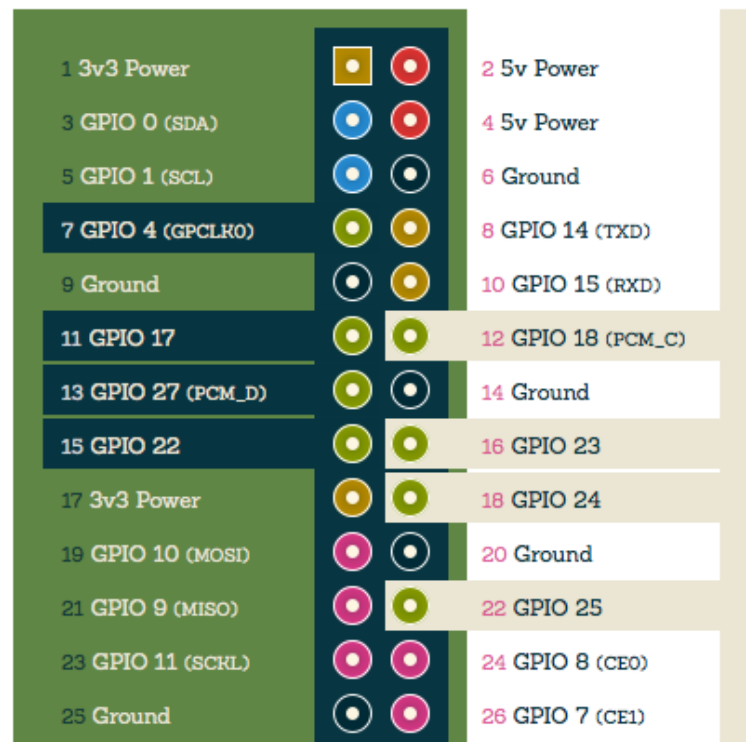 1 3v3 Power 2 5v Power
3 GPIO 0 (SDA) 4 5v Power
5 GPIO 1 (SCL) 6 Ground
7 GPIO 4 (GPCLK0) 8 GPIO 14 (TXD)
9 Ground 10 GPIO 15 (RXD)
11 GPIO 17 12 GPIO 18 (PCM_C)
13 GPIO 27 (PCM_D) 14 Ground
15 GPIO 22 16 GPIO 23
17 3v3 Power 18 GPIO 24
19 GPIO 10 (MOSI) 20 Ground
21 GPIO 9 (MISO) 22 GPIO 25
23 GPIO 11 (SCKL) 24 GPIO 8 (CE0)
25 Ground 26 GPIO 7 (CE1)